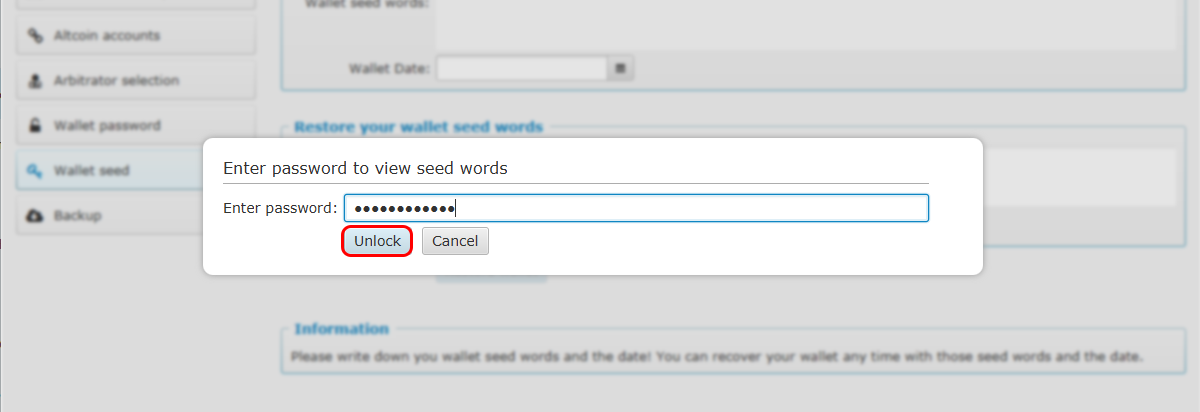 Wallet seed words:
Altcoin accounts
Wallet Date:
Arbitrator selection
Wallet password
Restore your wallet seed words
Enter password to view seed words
Wallet seed
Enter password: ●●●●●●●●●●●●
Backup
Unlock Cancel
Information
Please write down you wallet seed words and the date! You can recover your wallet any time with those seed words and the date.